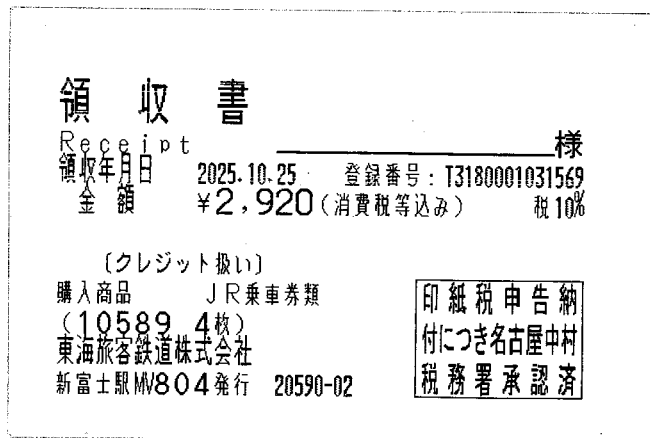 領収書
Receipt 様
領収年月日 2025.10.25 登録番号:T3180001031569
金額 ¥2,920(消費税等込み) 税10%
〔クレジット扱い〕
購入商品 JR乗車券類
(10589 4枚)
東海旅客鉄道株式会社
新富士駅MV804発行 20590-02
印紙税申告納
付につき名古屋中村
税務署承認済